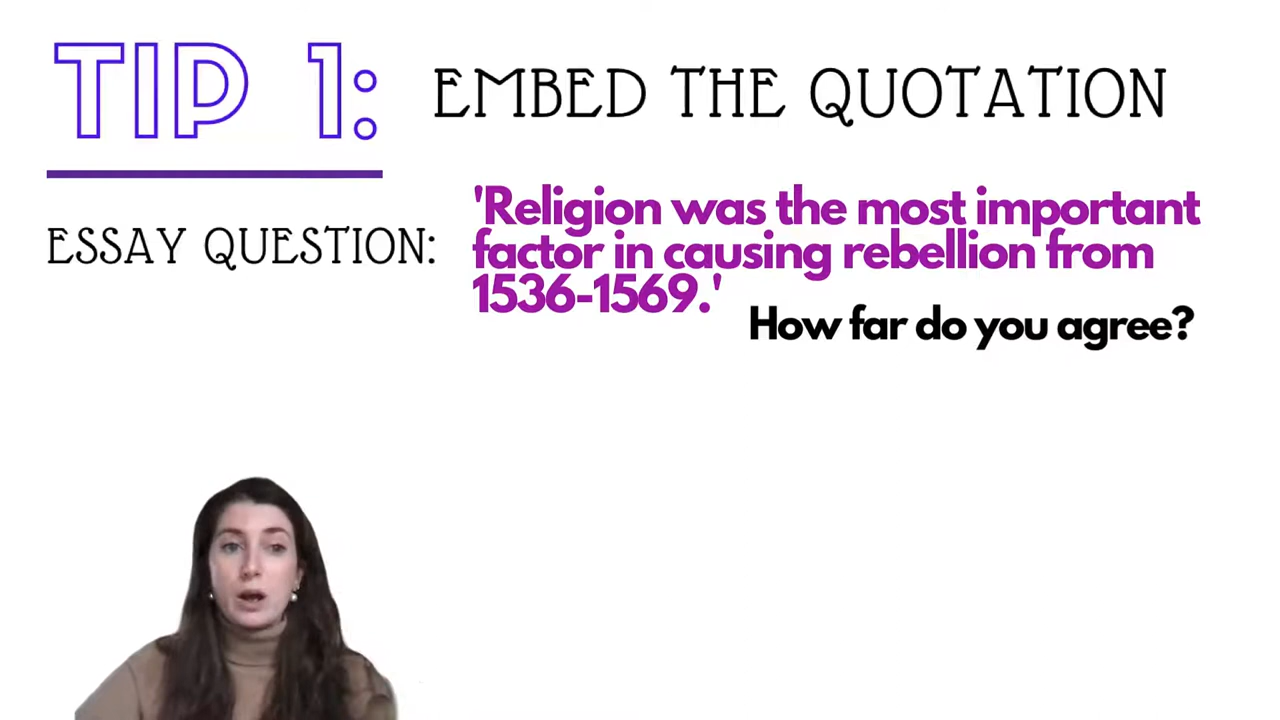 TIP 1: EMBED THE QUOTATION
ESSAY QUESTION:
'Religion was the most important
factor in causing rebellion from
1536-1569.'
How far do you agree?